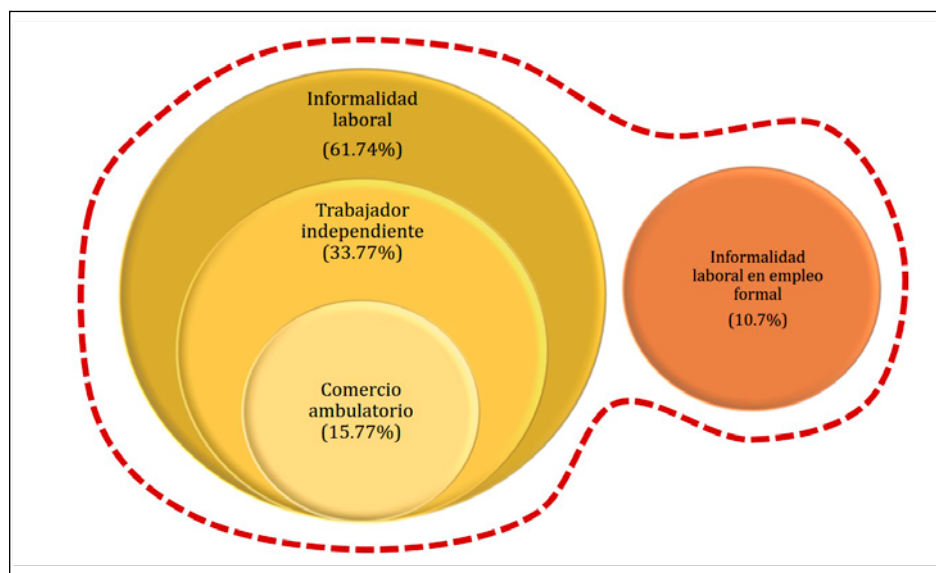 Informalidad
laboral
(61.74%)
Trabajador
independiente
(33.77%)
Comercio
ambulatorio
(15.77%)
Informalidad
laboral en empleo
formal
(10.7%)